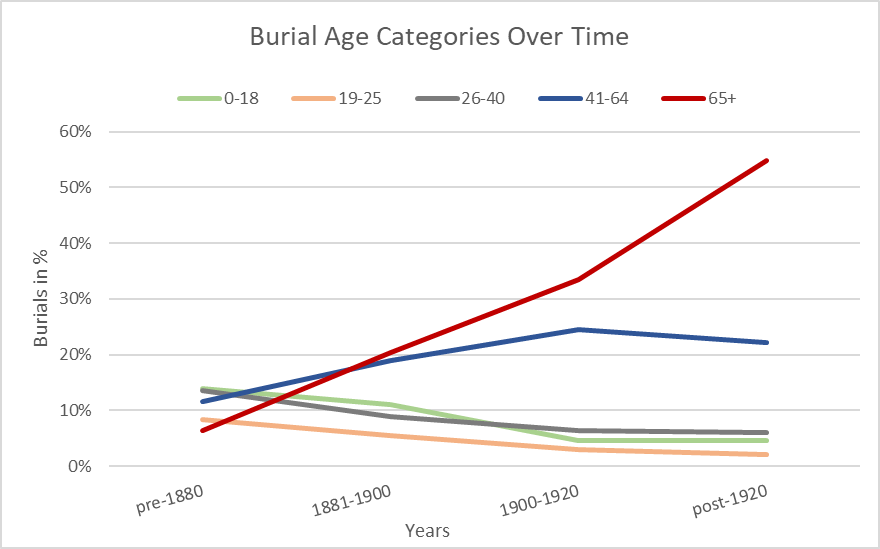 Burial Age Categories Over Time
0-18 19-25 26-40 41-64 65+
60%
50%
40%
30%
20%
10%
0%
Burials in %
pre-1880 1881-1900 1900-1920 post-1920
Years